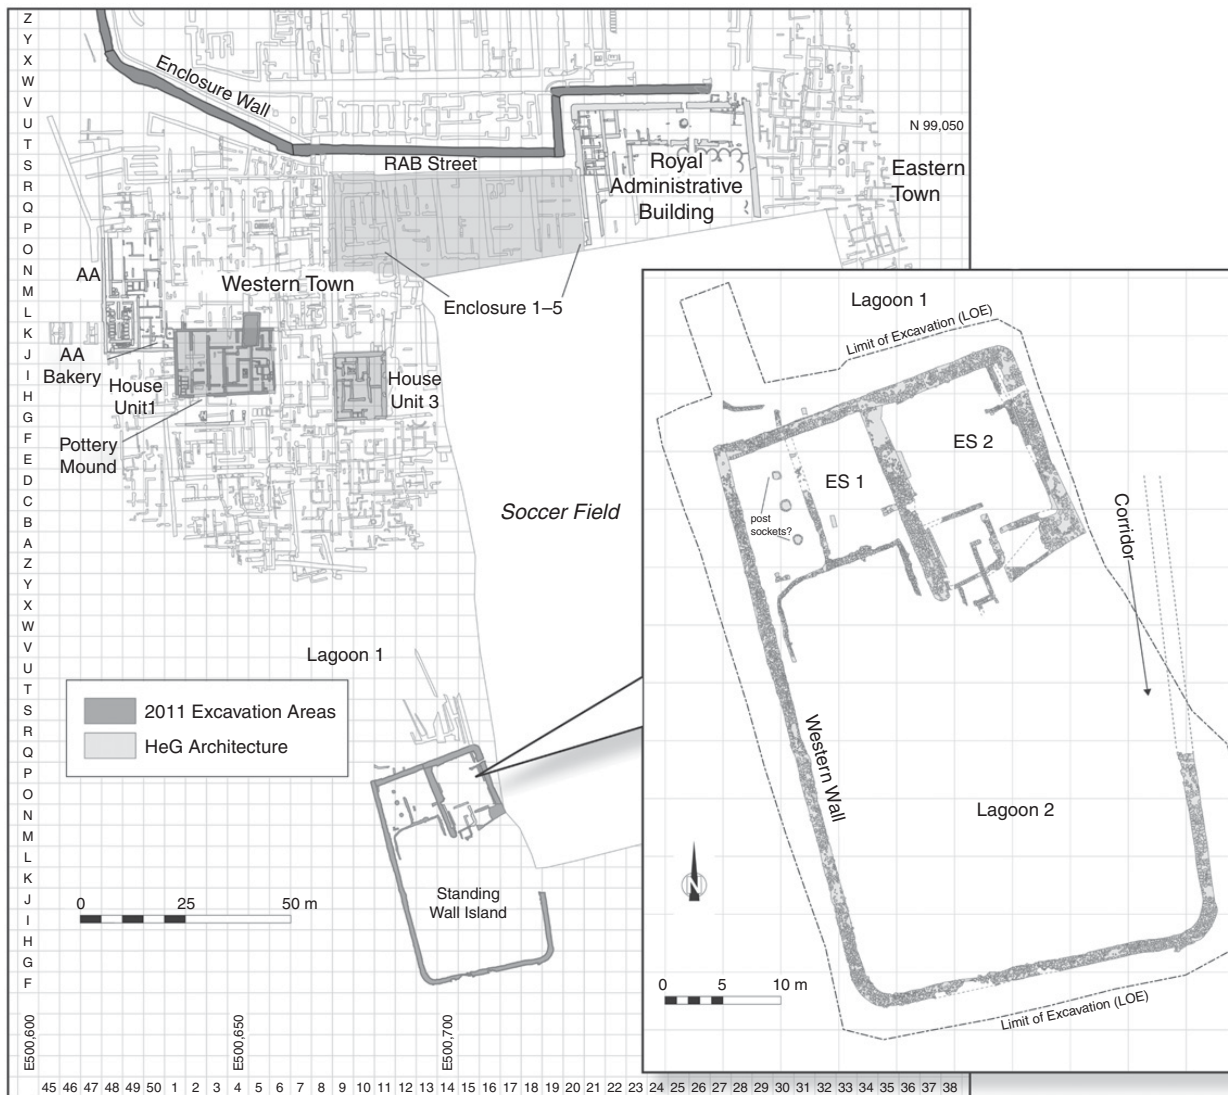 Z
Y
X
W
V
U
T
S
R
Q
P
O
N
M
L
K
J
I
H
G
F
E
D
C
B
A
Z
Y
X
W
V
U
T
S
R
Q
P
O
N
M
L
K
J
I
H
G
F
Enclosure Wall
RAB Street
N 99,050
Royal
Administrative
Building
Eastern
Town
AA
Western Town
Enclosure 1–5
AA
Bakery
House
Unit1
House
Unit 3
Pottery
Mound
Soccer Field
Lagoon 1
2011 Excavation Areas
HeG Architecture
Standing
Wall Island
0 25 50 m
E500,600
E500,650
E500,700
45 46 47 48 49 50 1 2 3 4 5 6 7 8 9 10 11 12 13 14 15 16 17 18 19 20 21 22 23 24 25 26 27 28 29 30 31 32 33 34 35 36 37 38
Lagoon 1
Limit of Excavation (LOE)
ES 2
ES 1
post
sockets?
Corridor
Western Wall
Lagoon 2
N
0 5 10 m
Limit of Excavation (LOE)